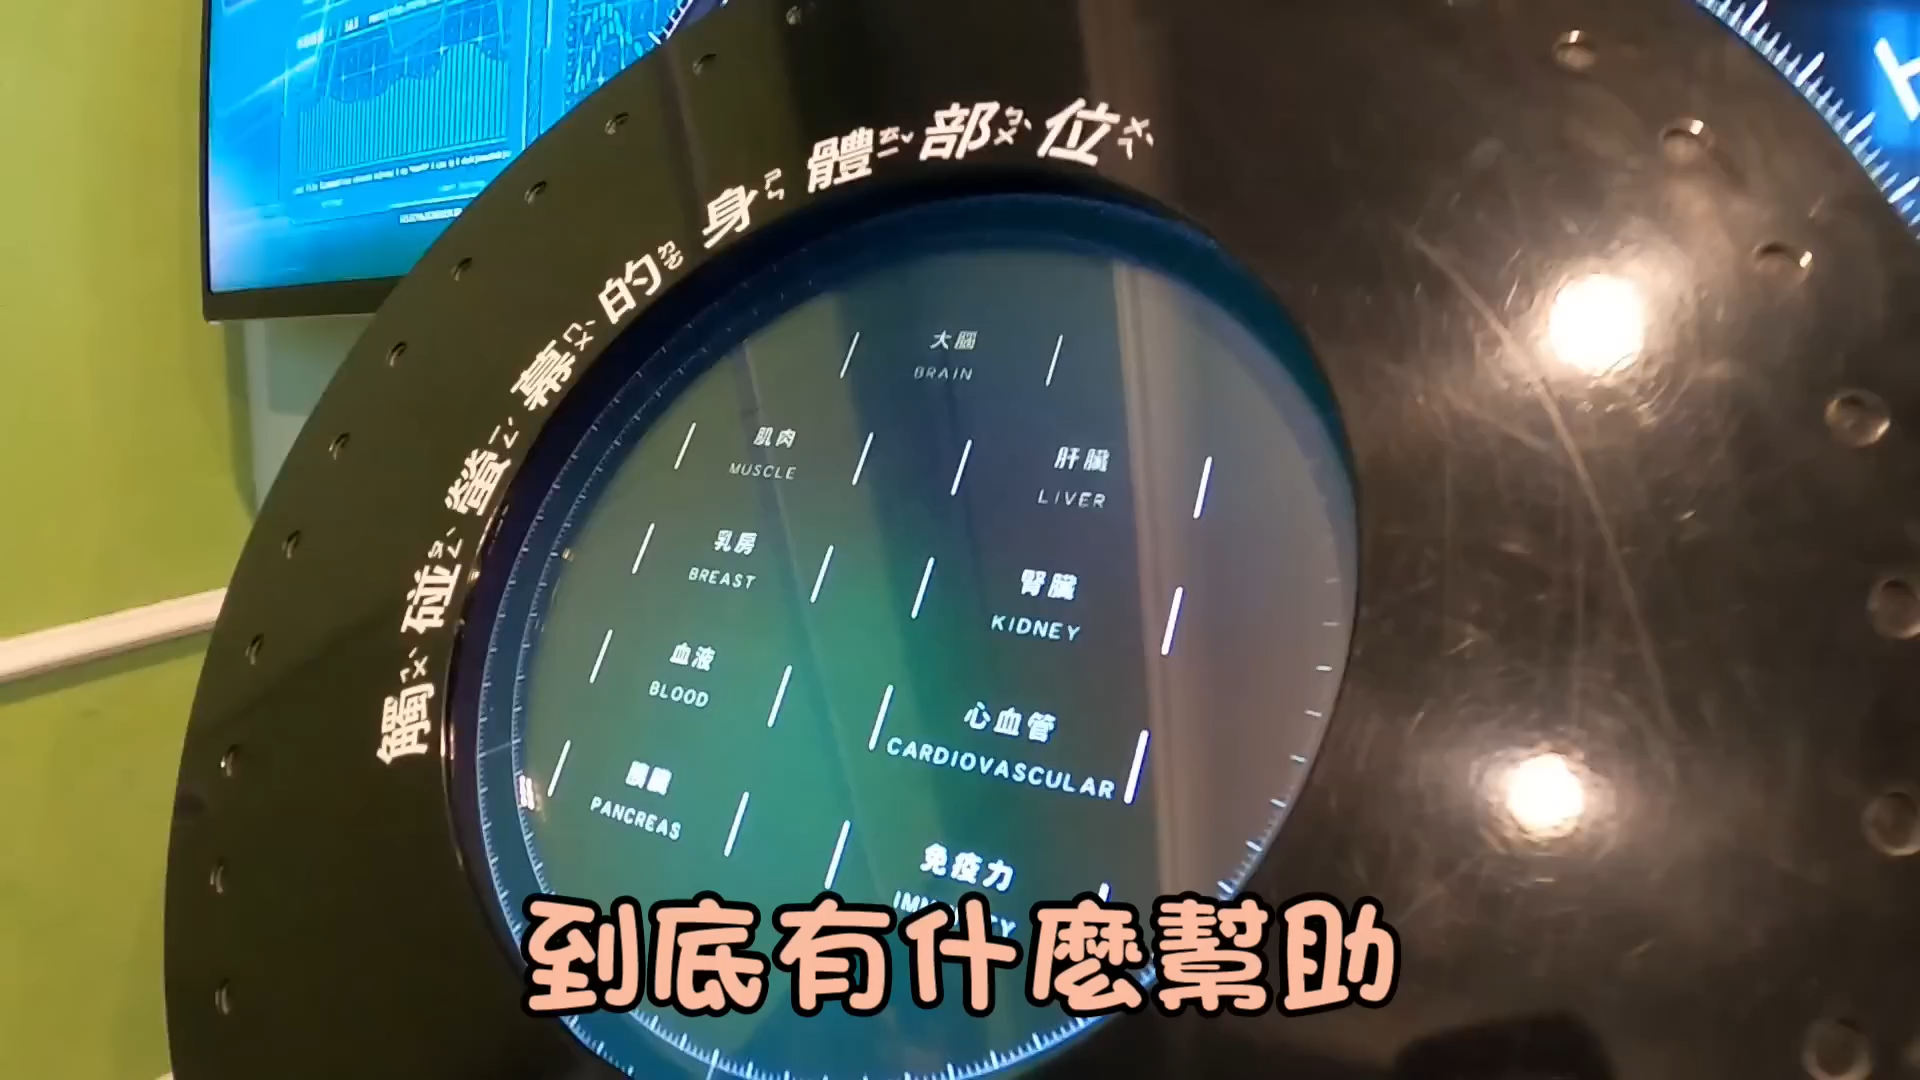 觸碰螢幕的身體部位
大腦
BRAIN
肌肉
MUSCLE
肝臟
LIVER
乳房
BREAST
腎臟
KIDNEY
血液
BLOOD
心血管
CARDIOVASCULAR
胰臟
PANCREAS
免疫力
到底有什麼幫助